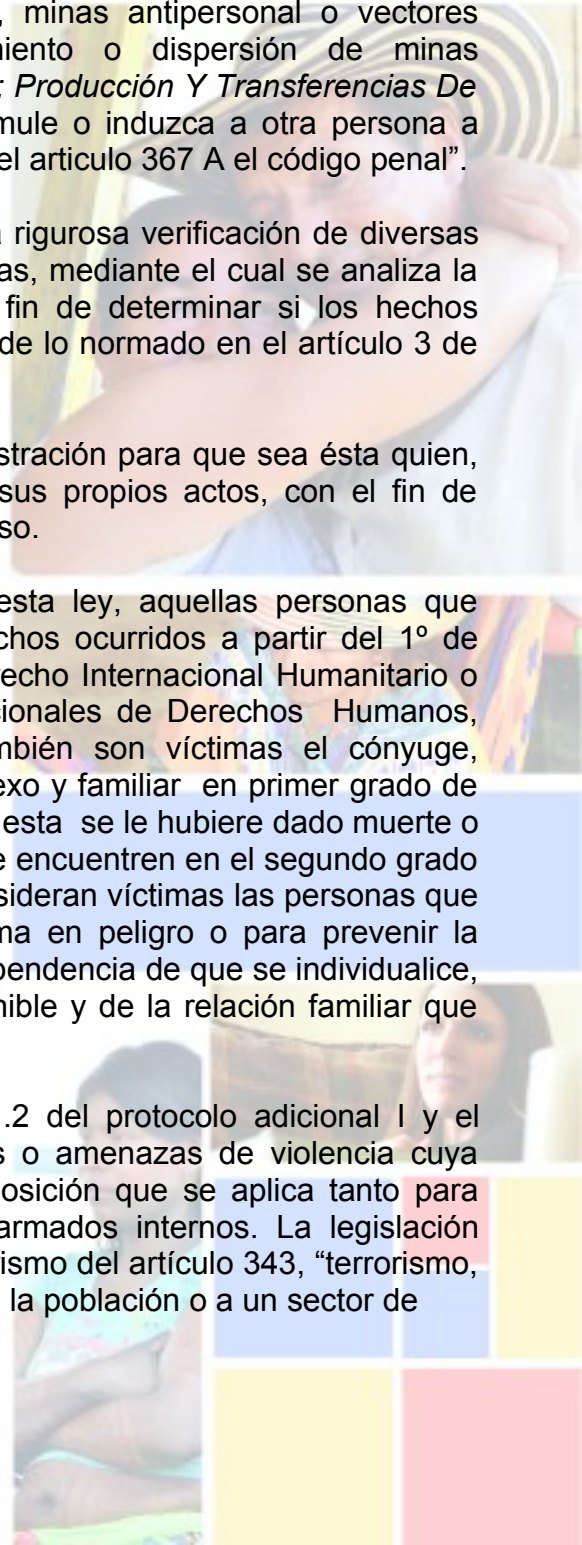 , minas antipersonal o vectores
miento o dispersión de minas
; Producción Y Transferencias De
mule o induzca a otra persona a
el articulo 367 A el código penal”.
a rigurosa verificación de diversas
as, mediante el cual se analiza la
fin de determinar si los hechos
de lo normado en el artículo 3 de
stración para que sea ésta quien,
sus propios actos, con el fin de
so.
esta ley, aquellas personas que
chos ocurridos a partir del 1º de
recho Internacional Humanitario o
cionales de Derechos Humanos,
mbién son víctimas el cónyuge,
exo y familiar en primer grado de
esta se le hubiere dado muerte o
e encuentren en el segundo grado
sideran víctimas las personas que
ma en peligro o para prevenir la
pendencia de que se individualice,
nible y de la relación familiar que
.2 del protocolo adicional I y el
s o amenazas de violencia cuya
osición que se aplica tanto para
armados internos. La legislación
rismo del artículo 343, “terrorismo,
la población o a un sector de